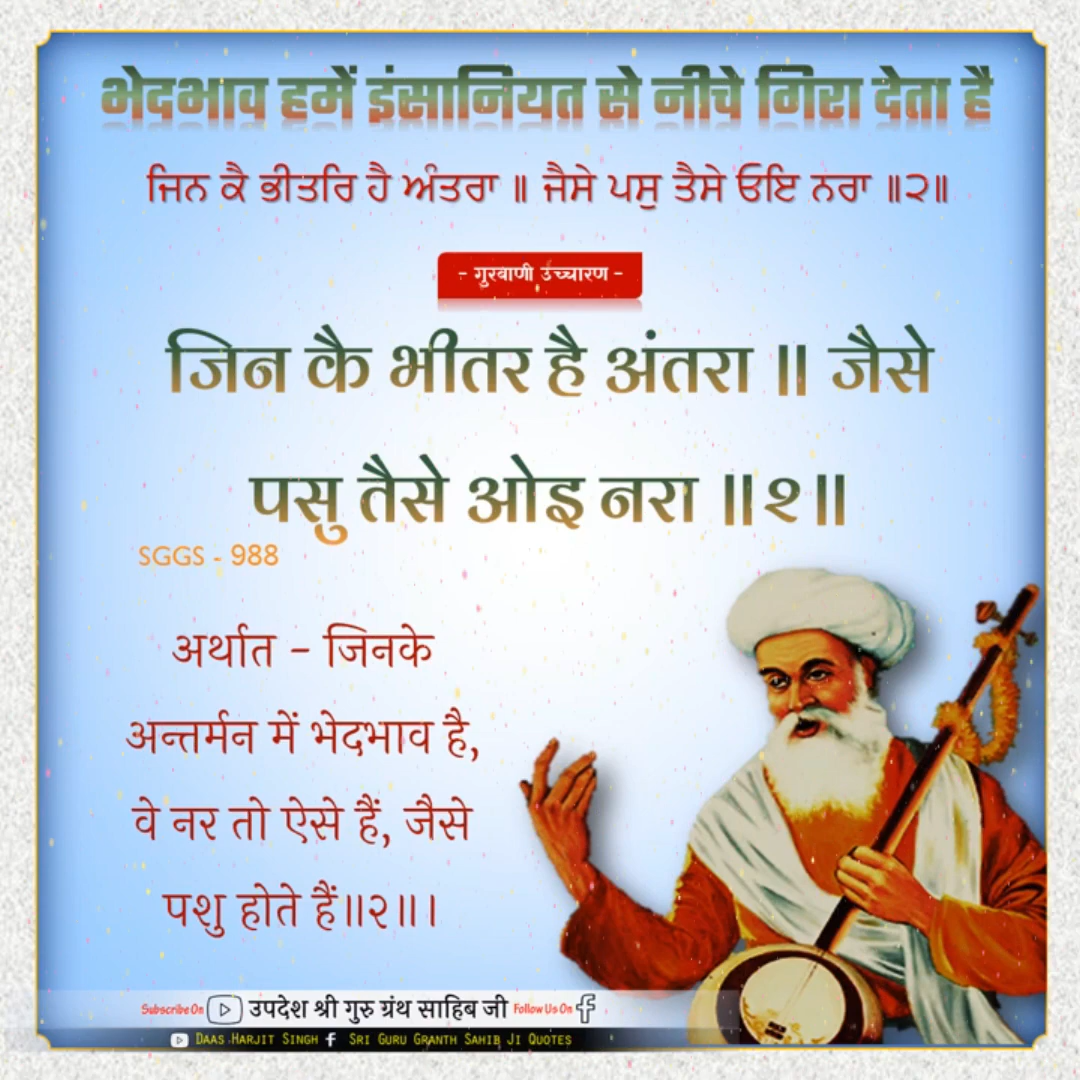 भेदभाव हमें इंसानियत से नीचे गिरा देता है
ਜਿਨ ਕੈ ਭੀਤਰਿ ਹੈ ਅੰਤਰਾ ॥ ਜੈਸੇ ਪਸੁ ਤੈਸੇ ਓਇ ਨਰਾ ॥੨॥
- गुरबाणी उच्चारण -
जिन कै भीतर है अंतरा || जैसे
पसु तैसे ओइ नरा ||२||
SGGS - 988
अर्थात - जिनके
अन्तर्मन में भेदभाव है,
वे नर तो ऐसे हैं, जैसे
पशु होते हैं॥२॥।
Subscribe On उपदेश श्री गुरु ग्रंथ साहिब जी Follow Us On f
DAAS HARJIT SINGH f SRI GURU GRANTH SAHIB JI QUOTES